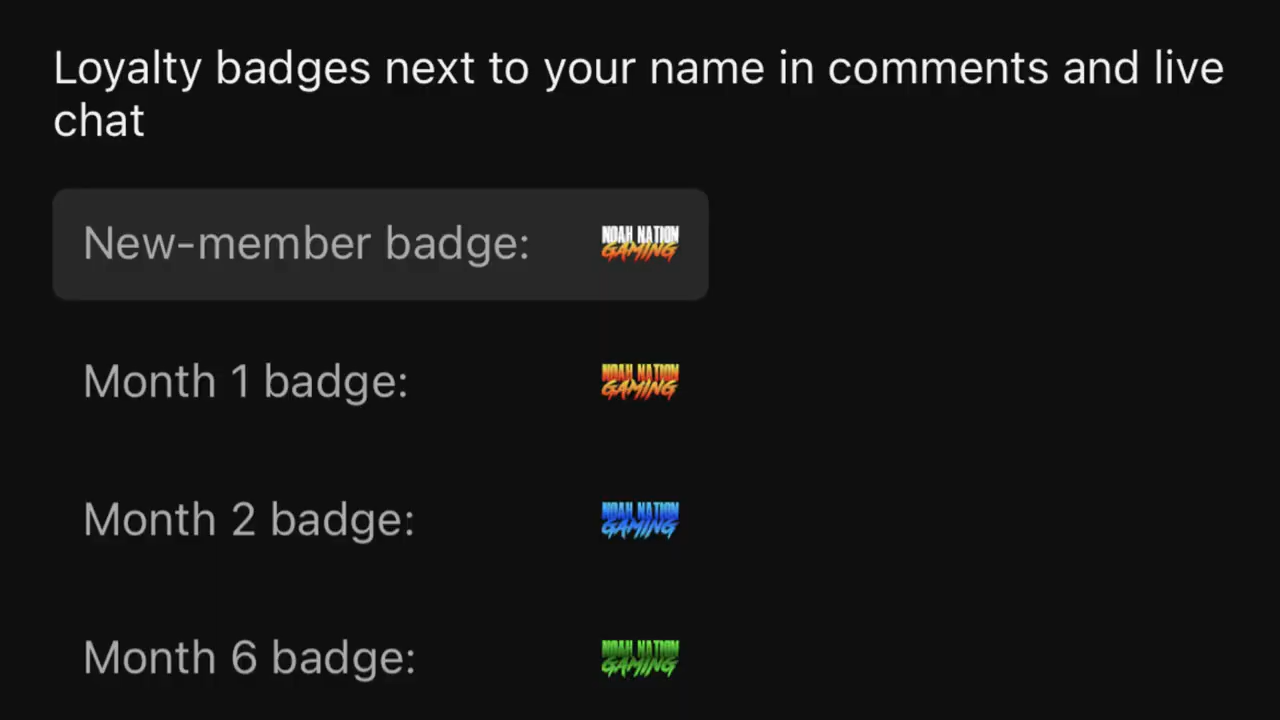 Loyalty badges next to your name in comments and live
chat
New-member badge:
NOAH NATION
GAMING
Month 1 badge:
NOAH NATION
GAMING
Month 2 badge:
NOAH NATION
GAMING
Month 6 badge:
NOAH NATION
GAMING